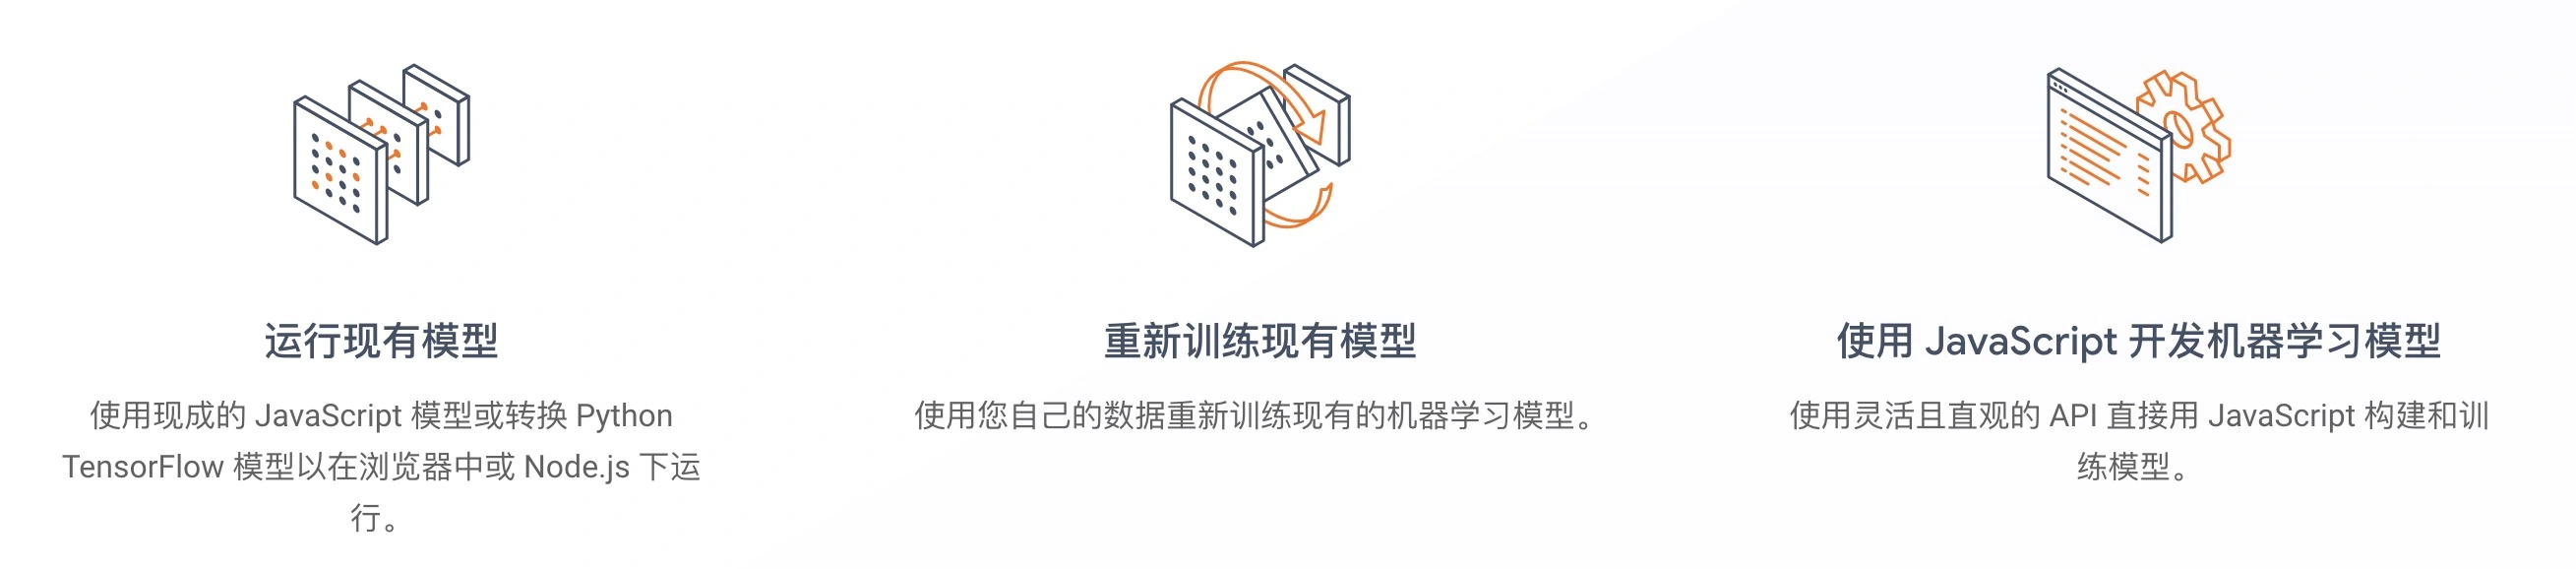 运行现有模型
使用现成的 JavaScript 模型或转换 Python
TensorFlow 模型以在浏览器中或 Node.js 下运
行。
重新训练现有模型
使用您自己的数据重新训练现有的机器学习模型。
使用 JavaScript 开发机器学习模型
使用灵活且直观的 API 直接用 JavaScript 构建和训
练模型。